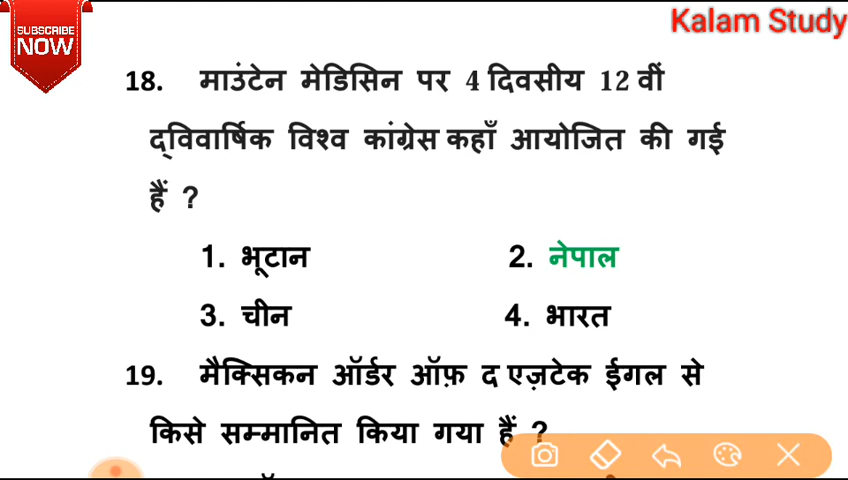 SUBSCRIBE
NOW
Kalam Study
18. माउंटेन मेडिसिन पर 4 दिवसीय 12 वीं
द्विवार्षिक विश्व कांग्रेस कहाँ आयोजित की गई
हैं ?
1. भूटान 2. नेपाल
3. चीन 4. भारत
19. मैक्सिकन ऑर्डर ऑफ़ द एज़टेक ईगल से
किसे सम्मानित किया गया हैं ?